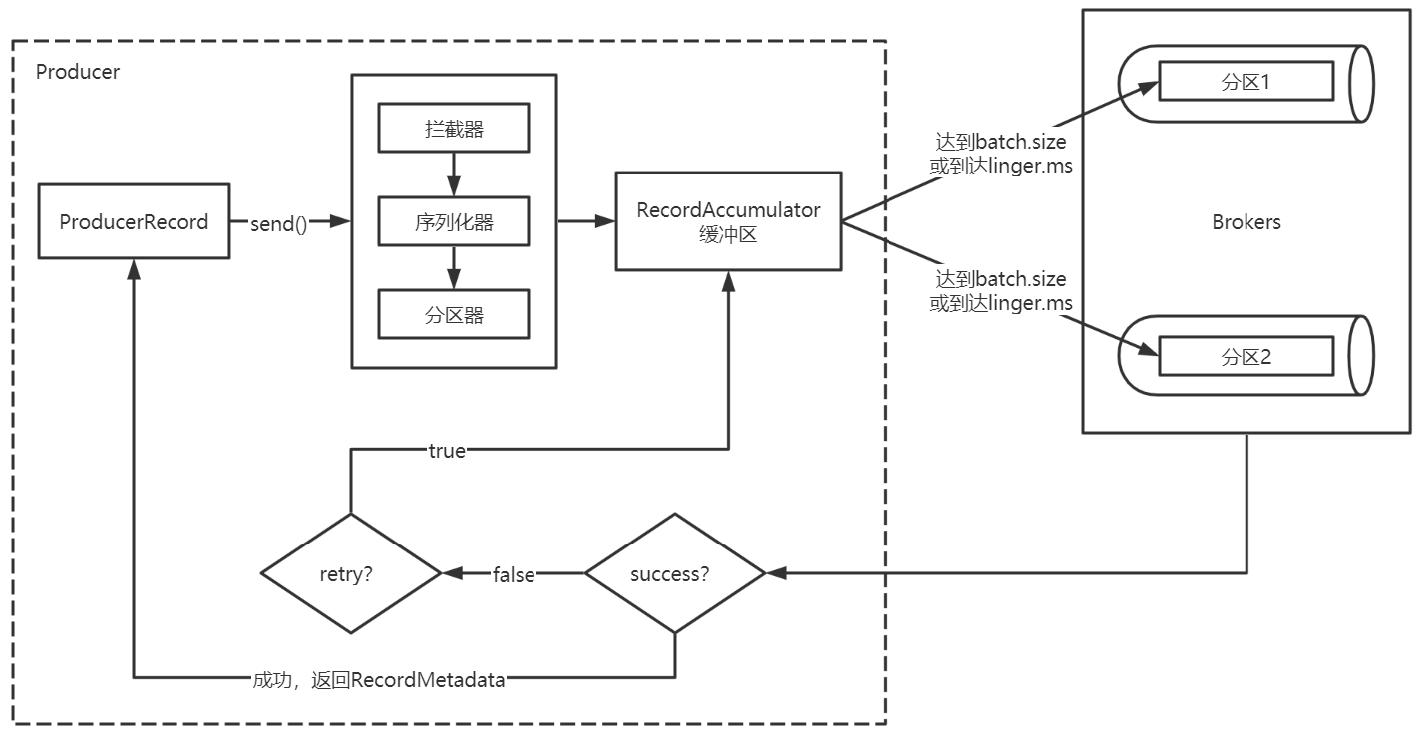 Producer
ProducerRecord
send()
拦截器
序列化器
分区器
RecordAccumulator
缓冲区
达到batch.size
或到达linger.ms
达到batch.size
或到达linger.ms
分区1
Brokers
分区2
true
retry?
false
success?
成功，返回RecordMetadata